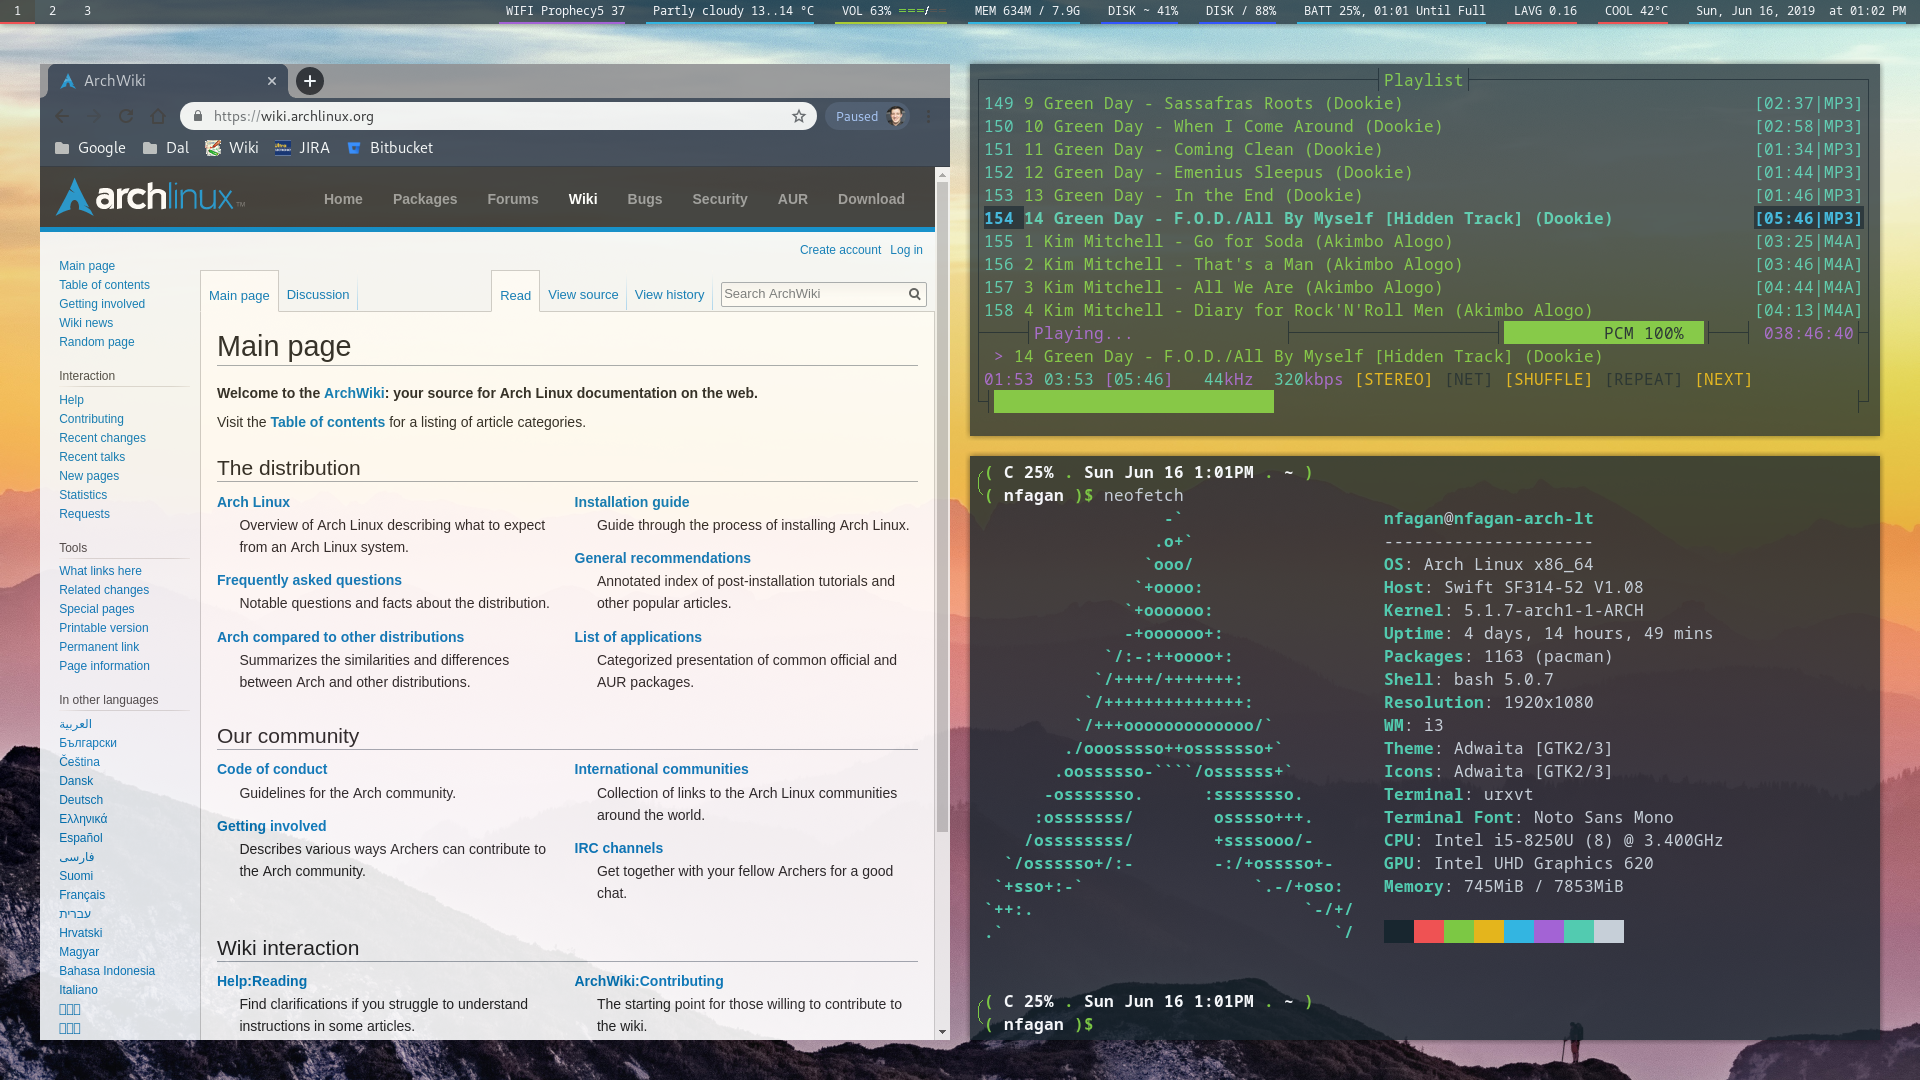 1 2 3 WIFI Prophecy5 37 Partly cloudy 13..14 °C VOL 63% ===/ MEM 634M / 7.9G DISK ~ 41% DISK / 88% BATT 25%, 01:01 Until Full LAVG 0.16 COOL 42°C Sun, Jun 16, 2019 at 01:02 PM
ArchWiki
https://wiki.archlinux.org Paused
Google Dal Wiki JIRA Bitbucket
archlinux™ Home Packages Forums Wiki Bugs Security AUR Download
Create account Log in
Main page
Table of contents
Getting involved
Wiki news
Random page
Interaction
Help
Contributing
Recent changes
Recent talks
New pages
Statistics
Requests
Tools
What links here
Related changes
Special pages
Printable version
Permanent link
Page information
In other languages
العربية
Български
Čeština
Dansk
Deutsch
Ελληνικά
Español
فارسی
Suomi
Français
עברית
Hrvatski
Magyar
Bahasa Indonesia
Italiano
Main page Discussion Read View source View history Search ArchWiki
Main page
Welcome to the ArchWiki: your source for Arch Linux documentation on the web.
Visit the Table of contents for a listing of article categories.
The distribution
Arch Linux
Overview of Arch Linux describing what to expect
from an Arch Linux system.
Frequently asked questions
Notable questions and facts about the distribution.
Arch compared to other distributions
Summarizes the similarities and differences
between Arch and other distributions.
Installation guide
Guide through the process of installing Arch Linux.
General recommendations
Annotated index of post-installation tutorials and
other popular articles.
List of applications
Categorized presentation of common official and
AUR packages.
Our community
Code of conduct
Guidelines for the Arch community.
Getting involved
Describes various ways Archers can contribute to
the Arch community.
International communities
Collection of links to the Arch Linux communities
around the world.
IRC channels
Get together with your fellow Archers for a good
chat.
Wiki interaction
Help:Reading
Find clarifications if you struggle to understand
instructions in some articles.
ArchWiki:Contributing
The starting point for those willing to contribute to
the wiki.
Playlist
149 9 Green Day - Sassafras Roots (Dookie) [02:37|MP3]
150 10 Green Day - When I Come Around (Dookie) [02:58|MP3]
151 11 Green Day - Coming Clean (Dookie) [01:34|MP3]
152 12 Green Day - Emenius Sleepus (Dookie) [01:44|MP3]
153 13 Green Day - In the End (Dookie) [01:46|MP3]
154 14 Green Day - F.O.D./All By Myself [Hidden Track] (Dookie) [05:46|MP3]
155 1 Kim Mitchell - Go for Soda (Akimbo Alogo) [03:25|M4A]
156 2 Kim Mitchell - That's a Man (Akimbo Alogo) [03:46|M4A]
157 3 Kim Mitchell - All We Are (Akimbo Alogo) [04:44|M4A]
158 4 Kim Mitchell - Diary for Rock'N'Roll Men (Akimbo Alogo) [04:13|M4A]
Playing... PCM 100% 038:46:40
> 14 Green Day - F.O.D./All By Myself [Hidden Track] (Dookie)
01:53 03:53 [05:46] 44kHz 320kbps [STEREO] [NET] [SHUFFLE] [REPEAT] [NEXT]
( C 25% . Sun Jun 16 1:01PM . ~ )
( nfagan )$ neofetch
-` nfagan@nfagan-arch-lt
.o+` ---------------------
`ooo/ OS: Arch Linux x86_64
`+oooo: Host: Swift SF314-52 V1.08
`+oooooo: Kernel: 5.1.7-arch1-1-ARCH
-+oooooo+: Uptime: 4 days, 14 hours, 49 mins
`/:-:++oooo+: Packages: 1163 (pacman)
`/++++/+++++++: Shell: bash 5.0.7
`/++++++++++++++: Resolution: 1920x1080
`/+++ooooooooooooo/` WM: i3
./ooosssso++osssssso+` Theme: Adwaita [GTK2/3]
.oossssso-````/ossssss+` Icons: Adwaita [GTK2/3]
-osssssso. :ssssssso. Terminal: urxvt
:osssssss/ osssso+++. Terminal Font: Noto Sans Mono
/ossssssss/ +ssssooo/- CPU: Intel i5-8250U (8) @ 3.400GHz
`/ossssso+/:- -:/+osssso+- GPU: Intel UHD Graphics 620
`+sso+:-` `.-/+oso: Memory: 745MiB / 7853MiB
`++:. `-/+/
.` `/
( C 25% . Sun Jun 16 1:01PM . ~ )
( nfagan )$